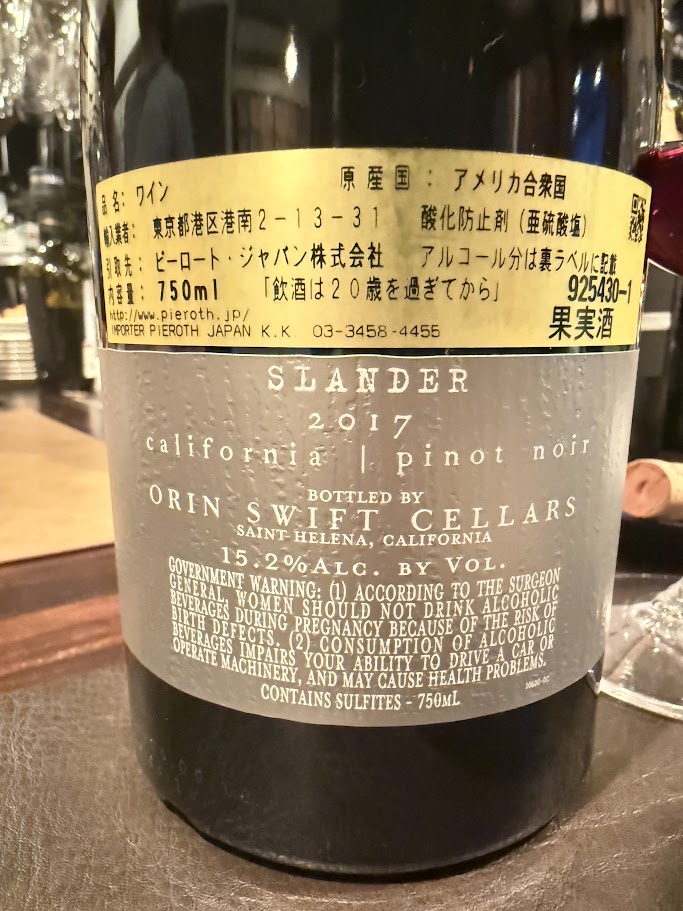 品名: ワイン
原産国: アメリカ合衆国
輸入業者: 東京都港区港南2-13-31
酸化防止剤(亜硫酸塩)
引取先: ピーロート・ジャパン株式会社
アルコール分は裏ラベルに記載
内容量: 750ml 「飲酒は20歳を過ぎてから」
925430-1
http://www.pieroth.jp/
果実酒
IMPORTER PIEROTH JAPAN K.K 03-3458-4455
SLANDER
2017
california | pinot noir
BOTTLED BY
ORIN SWIFT CELLARS
SAINT HELENA, CALIFORNIA
15.2% ALC. BY VOL.
GOVERNMENT WARNING: (1) ACCORDING TO THE SURGEON
GENERAL, WOMEN SHOULD NOT DRINK ALCOHOLIC
BEVERAGES DURING PREGNANCY BECAUSE OF THE RISK OF
BIRTH DEFECTS. (2) CONSUMPTION OF ALCOHOLIC
BEVERAGES IMPAIRS YOUR ABILITY TO DRIVE A CAR OR
OPERATE MACHINERY, AND MAY CAUSE HEALTH PROBLEMS.
CONTAINS SULFITES - 750ML